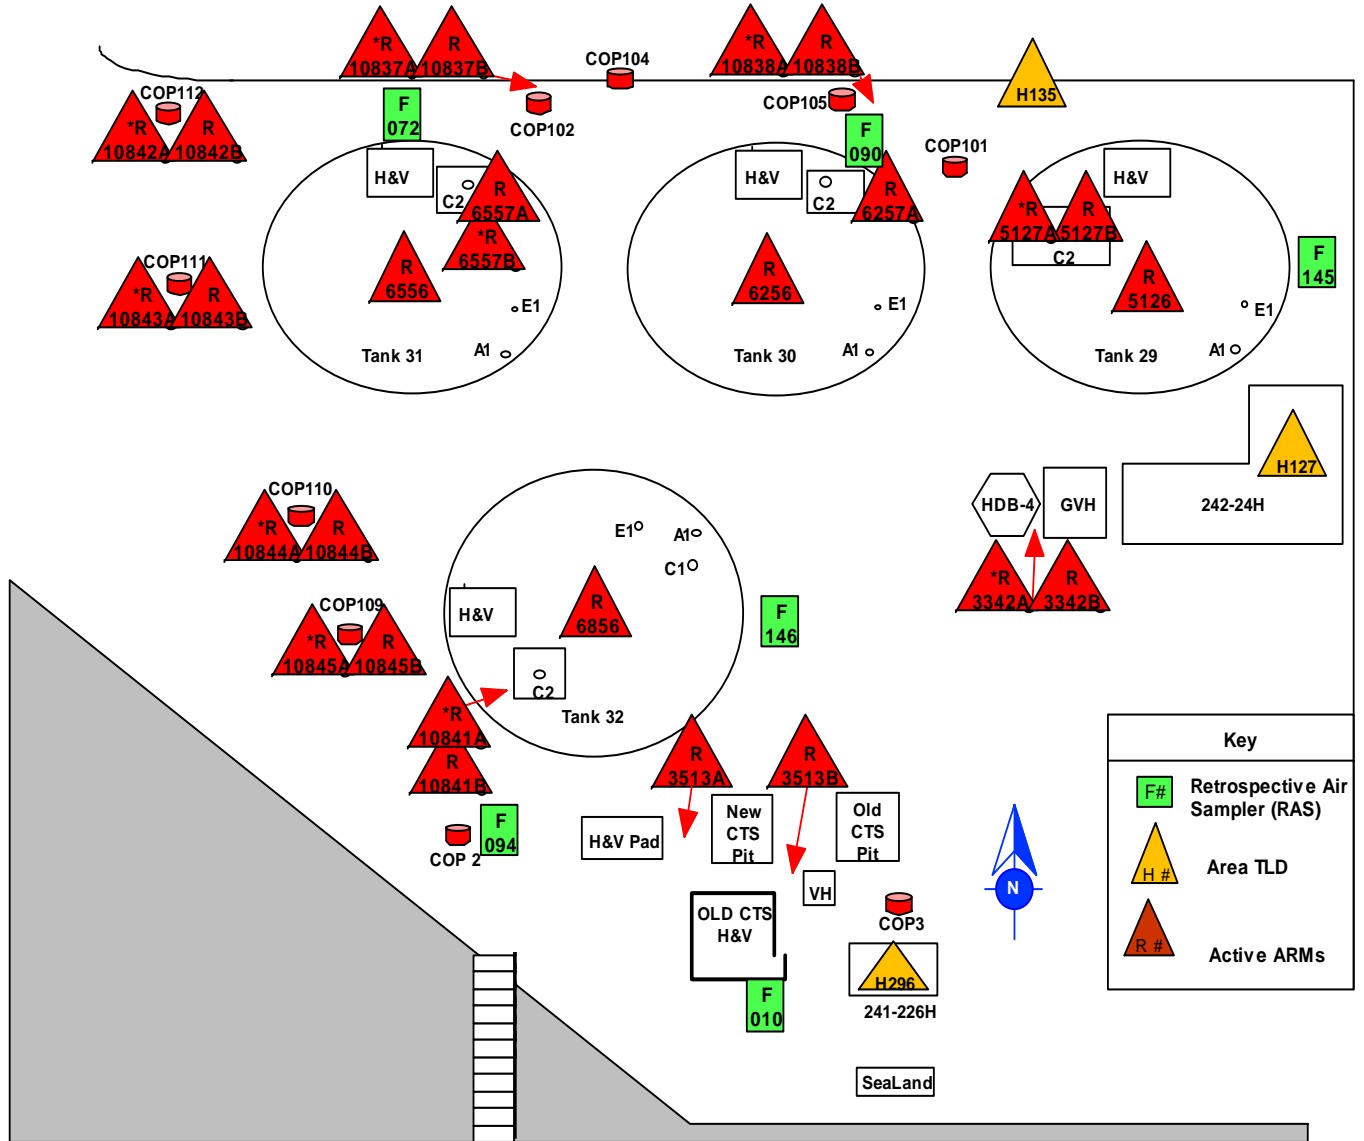 *R
10837A
R
10837B
COP104
*R
10838A
R
10838B
H135
COP112
*R
10842A
R
10842B
F
072
COP102
COP105
F
090
COP101
H&V
C2
R
6557A
*R
6557B
R
6556
E1
A1
Tank 31
H&V
C2
R
6257A
R
6256
E1
A1
Tank 30
H&V
*R
5127A
R
5127B
C2
R
5126
E1
A1
Tank 29
F
145
COP111
*R
10843A
R
10843B
H127
242-24H
COP110
*R
10844A
R
10844B
E1
A1
C1
HDB-4
GVH
*R
3342A
R
3342B
COP109
*R
10845A
R
10845B
H&V
R
6856
C2
Tank 32
F
146
*R
10841A
R
10841B
R
3513A
R
3513B
COP 2
F
094
H&V Pad
New
CTS
Pit
Old
CTS
Pit
VH
OLD CTS
H&V
COP3
H296
241-226H
F
010
SeaLand
N
Key
F#
Retrospective Air
Sampler (RAS)
H #
Area TLD
R #
Active ARMs